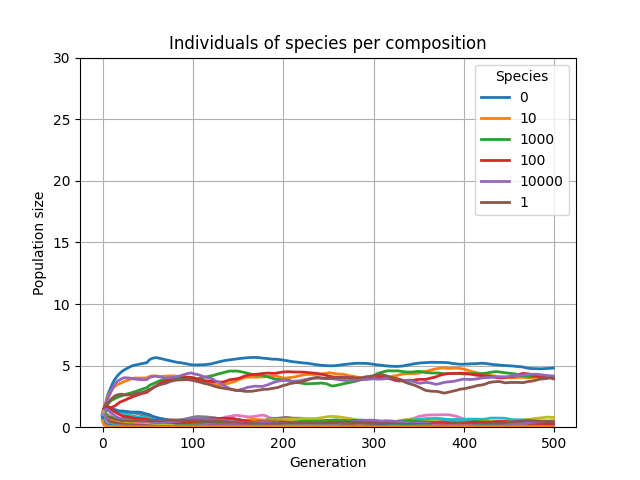 Individuals of species per composition
30
25
20
15
10
5
0
Population size
0 100 200 300 400 500
Generation
Species
0
10
1000
100
10000
1